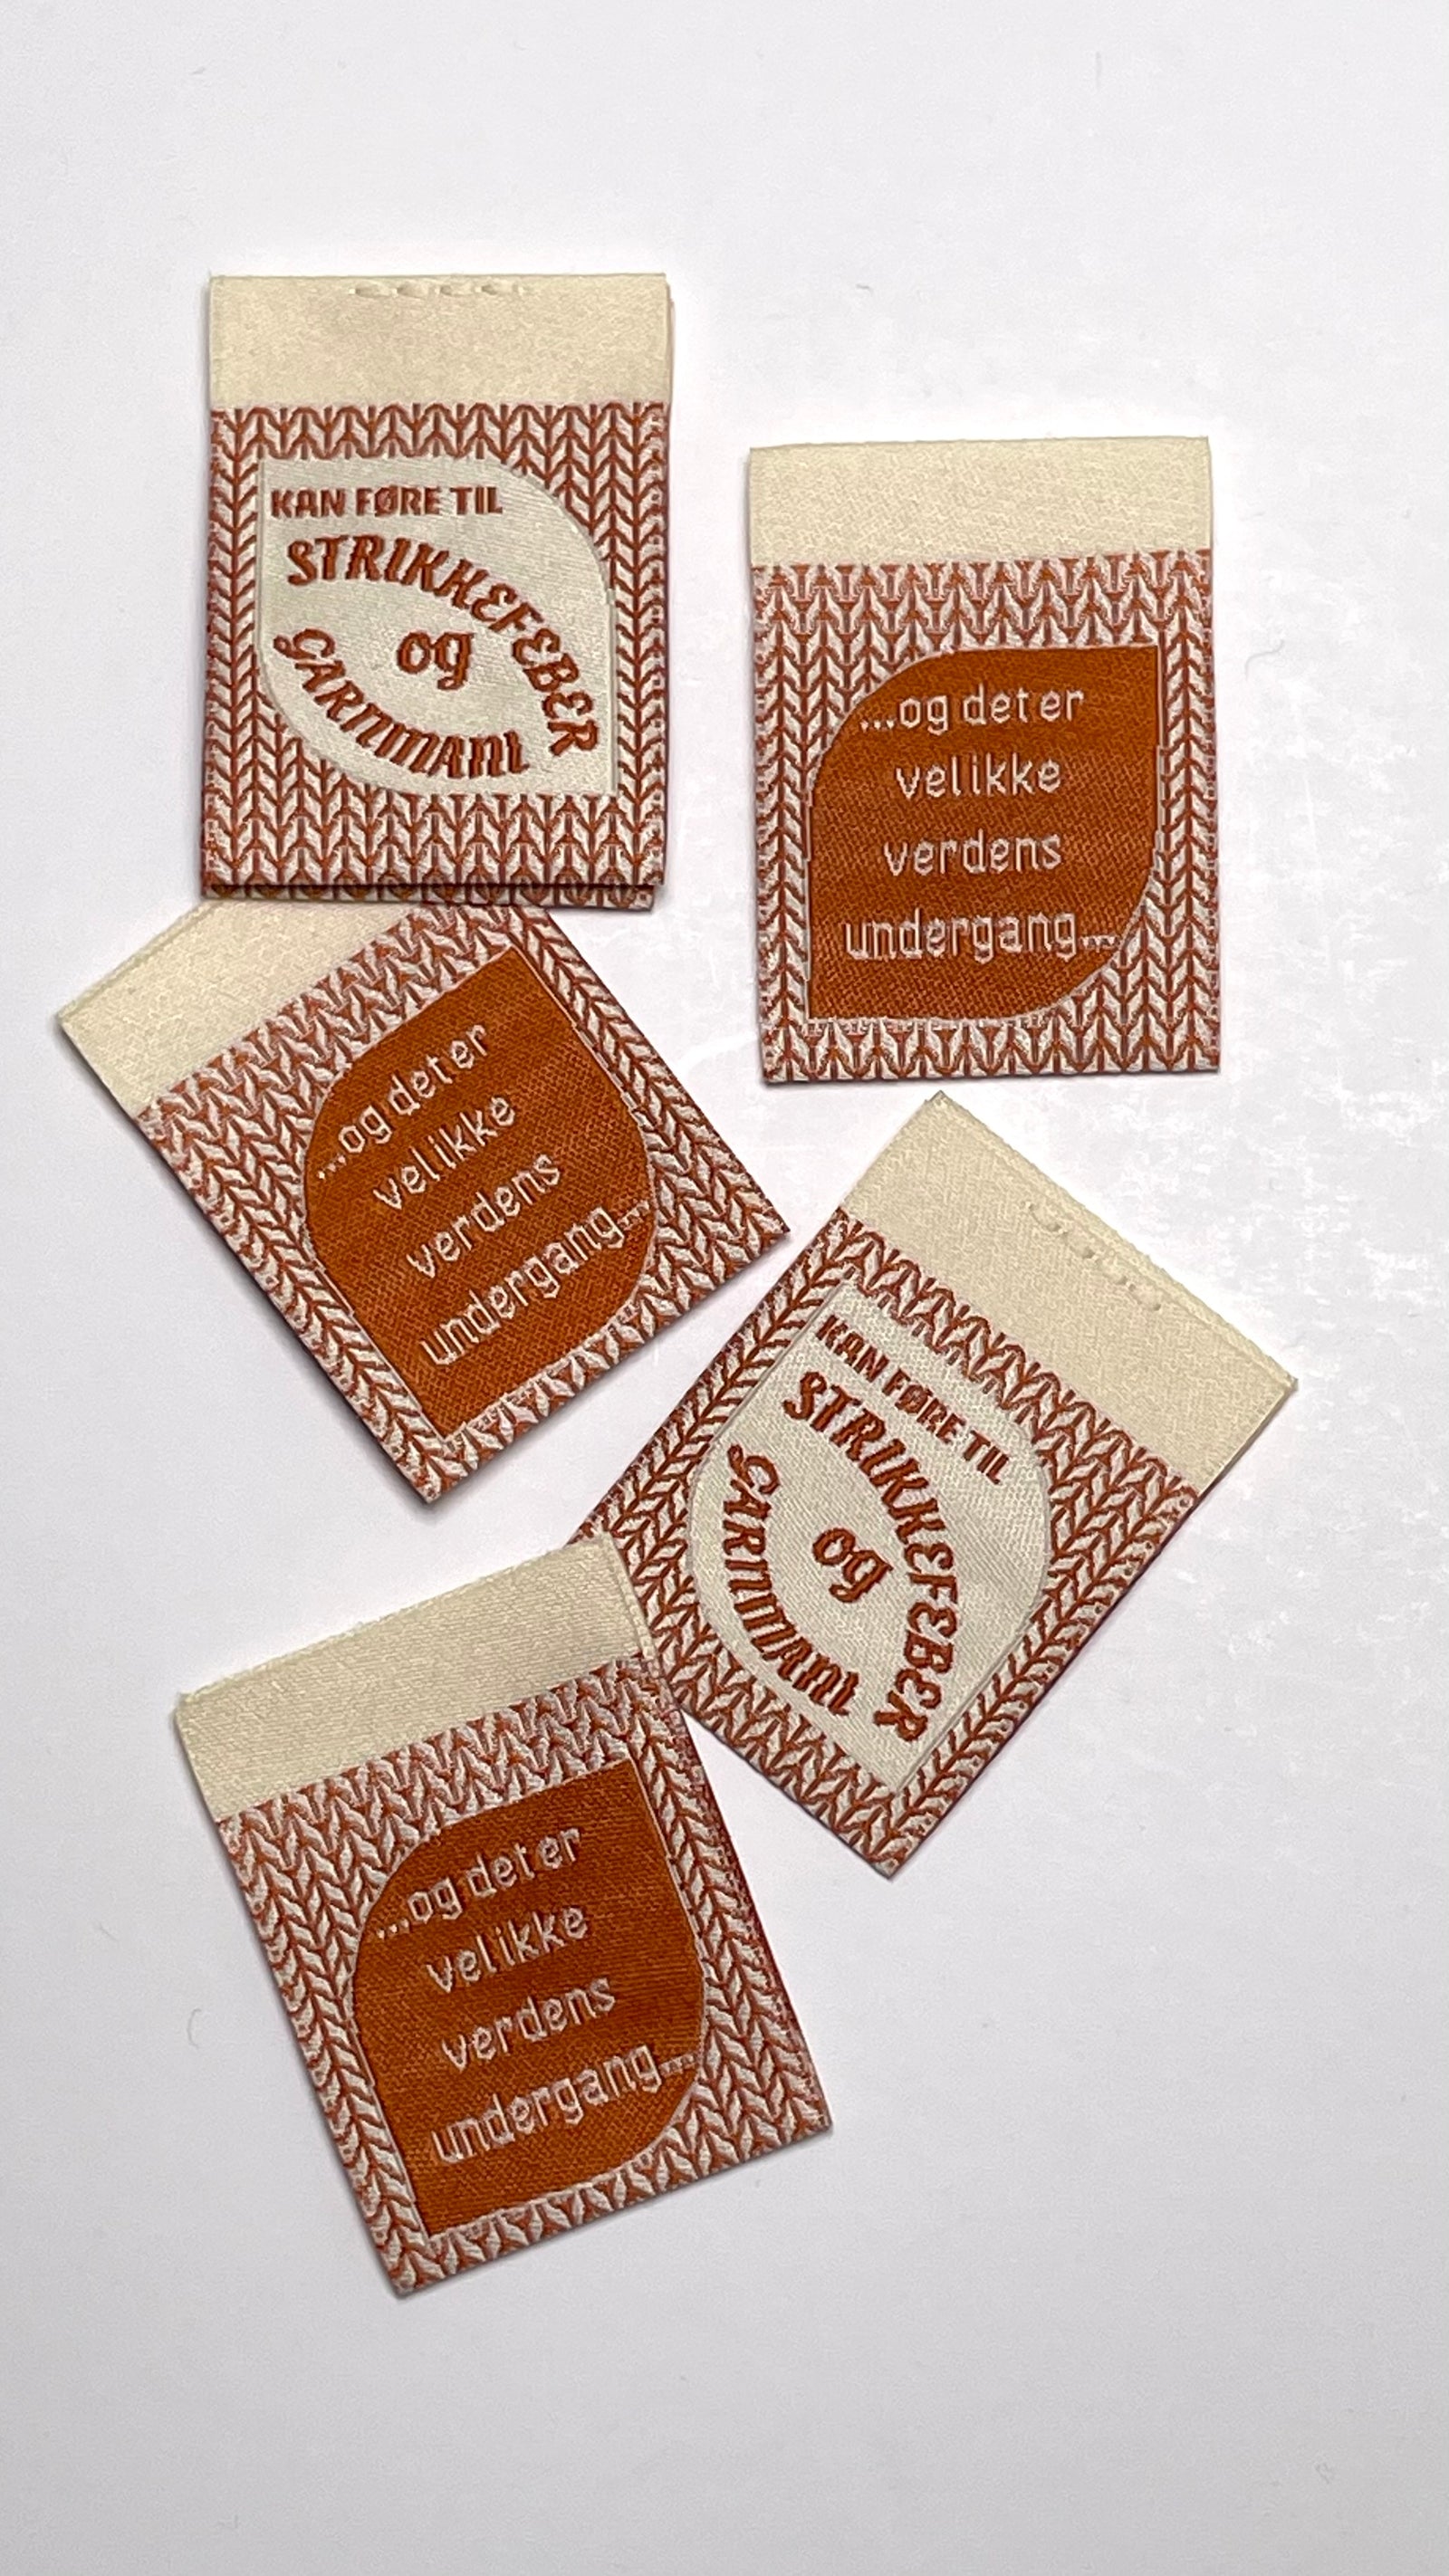 KAN FØRE TIL
STRIKKEFEBER
og
GARNMANI
...og det er
vel ikke
verdens
undergang...
...og det er
vel ikke
verdens
undergang...
KAN FØRE TIL
STRIKKEFEBER
og
GARNMANI
...og det er
vel ikke
verdens
undergang...